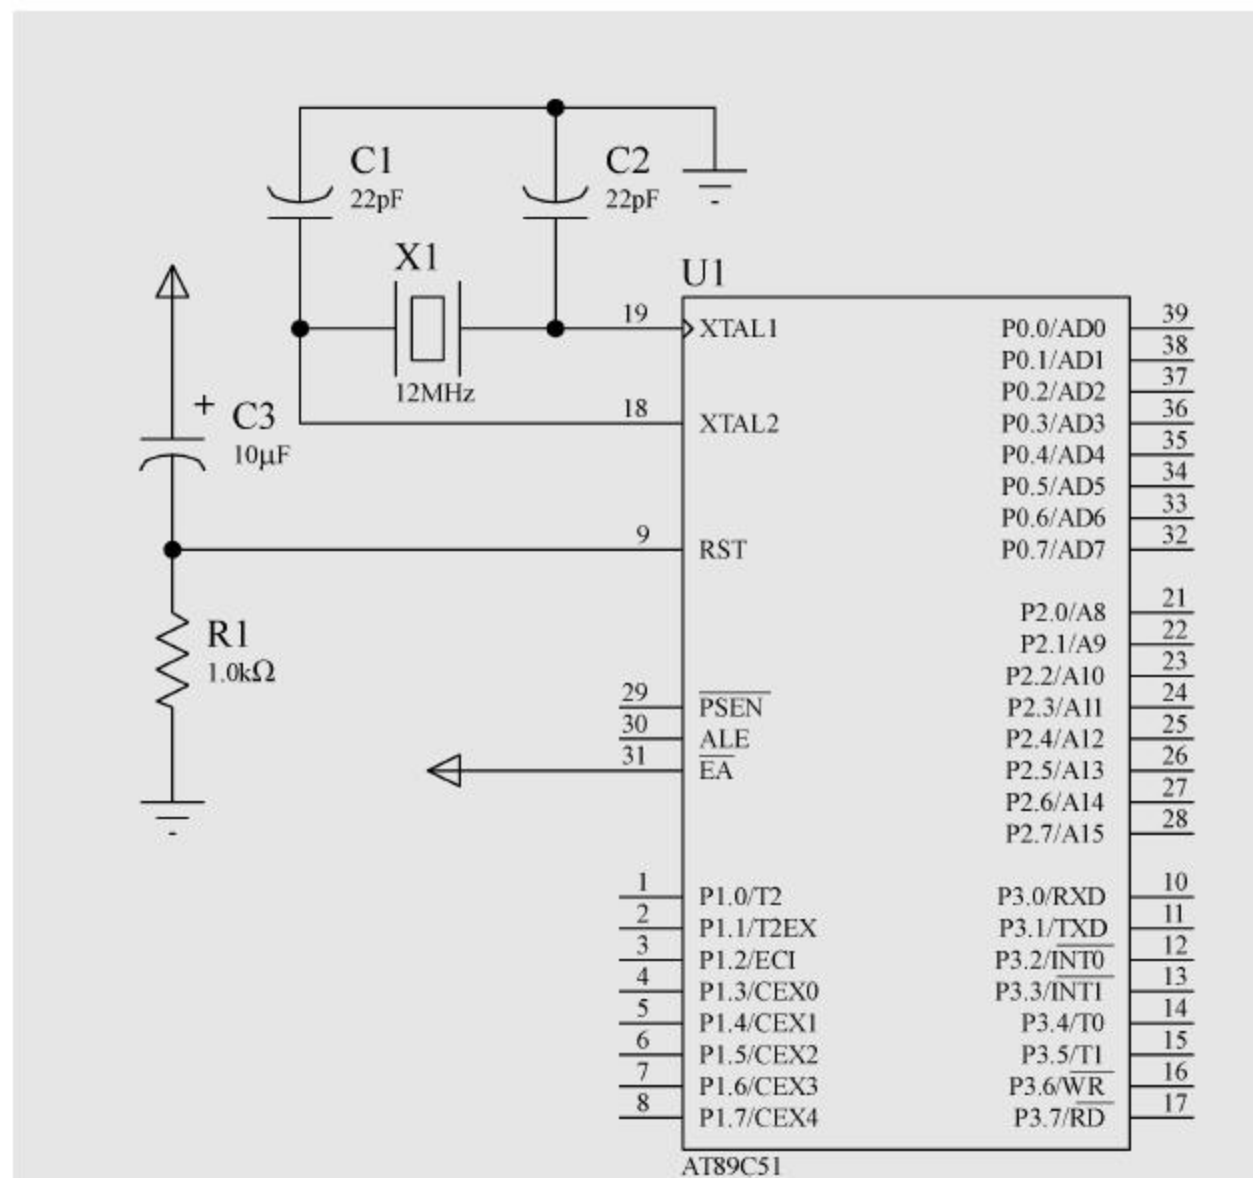 C1
22pF
C2
22pF
X1
12MHz
+
C3
10μF
R1
1.0kΩ
U1
19 XTAL1
18 XTAL2
9 RST
29 PSEN
30 ALE
31 EA
1 P1.0/T2
2 P1.1/T2EX
3 P1.2/ECI
4 P1.3/CEX0
5 P1.4/CEX1
6 P1.5/CEX2
7 P1.6/CEX3
8 P1.7/CEX4
P0.0/AD0 39
P0.1/AD1 38
P0.2/AD2 37
P0.3/AD3 36
P0.4/AD4 35
P0.5/AD5 34
P0.6/AD6 33
P0.7/AD7 32
P2.0/A8 21
P2.1/A9 22
P2.2/A10 23
P2.3/A11 24
P2.4/A12 25
P2.5/A13 26
P2.6/A14 27
P2.7/A15 28
P3.0/RXD 10
P3.1/TXD 11
P3.2/INT0 12
P3.3/INT1 13
P3.4/T0 14
P3.5/T1 15
P3.6/WR 16
P3.7/RD 17
AT89C51